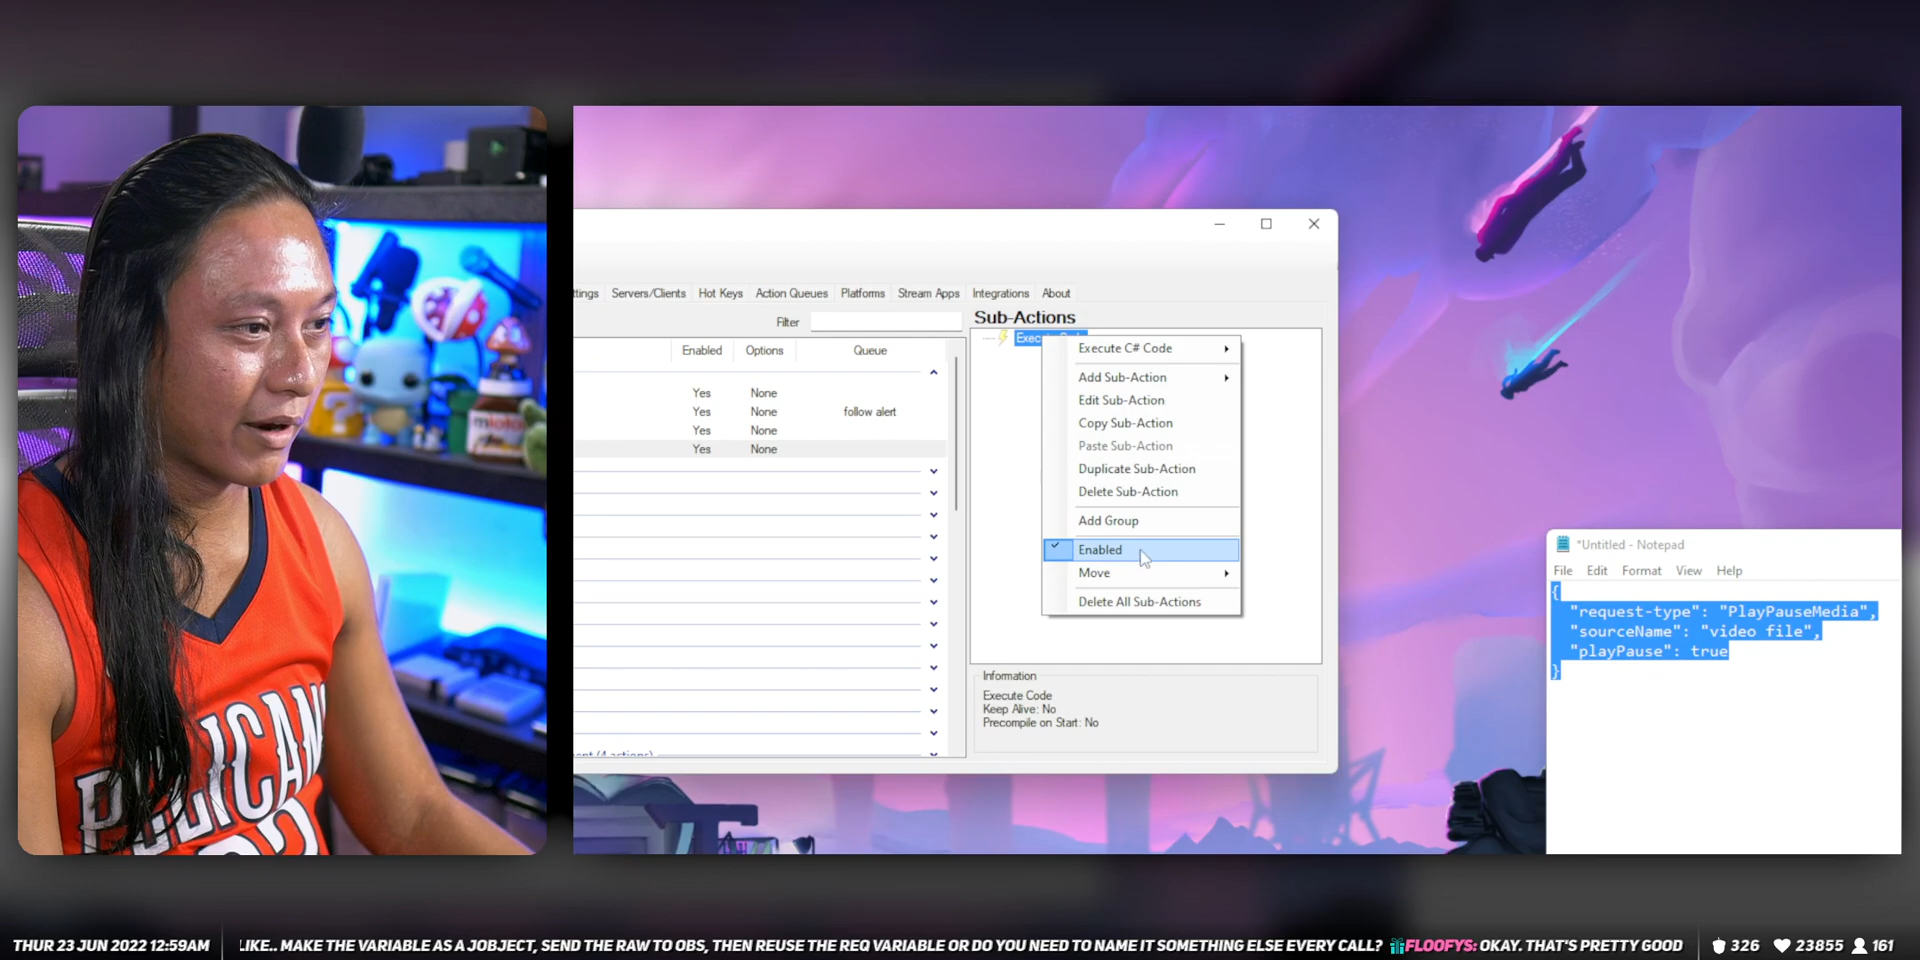 ttings Servers/Clients Hot Keys Action Queues Platforms Stream Apps Integrations About
Filter
Enabled Options Queue
Yes None
Yes None follow alert
Yes None
Yes None
Sub-Actions
Execute C# Code
Add Sub-Action
Edit Sub-Action
Copy Sub-Action
Paste Sub-Action
Duplicate Sub-Action
Delete Sub-Action
Add Group
Enabled
Move
Delete All Sub-Actions
Information
Execute Code
Keep Alive: No
Precompile on Start: No
*Untitled - Notepad
File Edit Format View Help
{
"request-type": "PlayPauseMedia",
"sourceName": "video file",
"playPause": true
}
PELICANS
THUR 23 JUN 2022 12:59AM
LIKE.. MAKE THE VARIABLE AS A JOBJECT, SEND THE RAW TO OBS, THEN REUSE THE REQ VARIABLE OR DO YOU NEED TO NAME IT SOMETHING ELSE EVERY CALL? FLOOFYS: OKAY. THAT'S PRETTY GOOD
326 23855 161